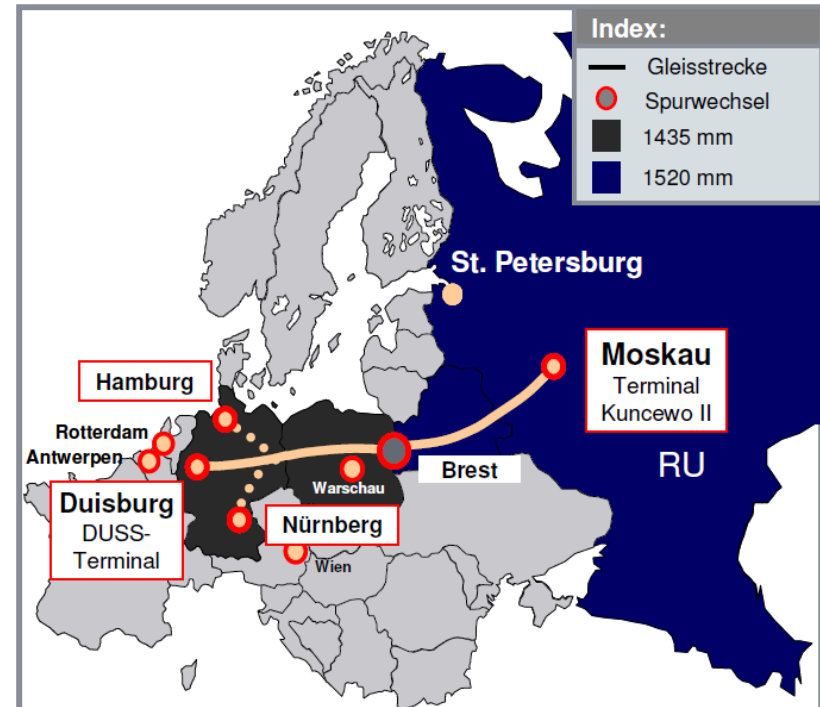 Index:
Gleisstrecke
Spurwechsel
1435 mm
1520 mm
St. Petersburg
Moskau
Terminal
Kuncewo II
Hamburg
Rotterdam
Antwerpen
Brest
RU
Warschau
Duisburg
DUSS-
Terminal
Nürnberg
Wien